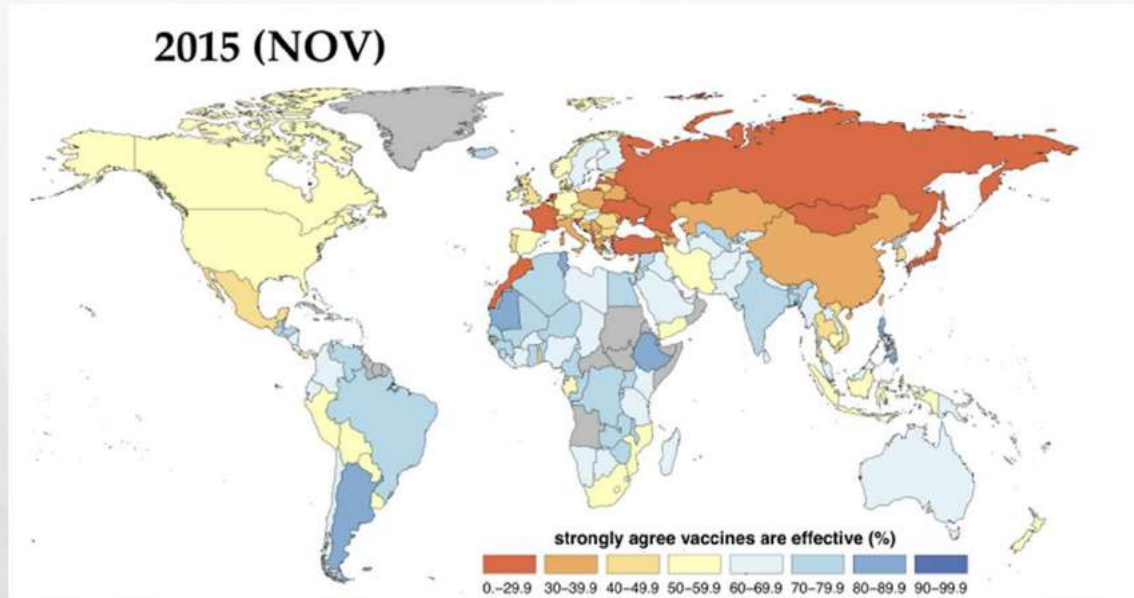 2015 (NOV)
strongly agree vaccines are effective (%)
0.–29.9 30–39.9 40–49.9 50–59.9 60–69.9 70–79.9 80–89.9 90–99.9